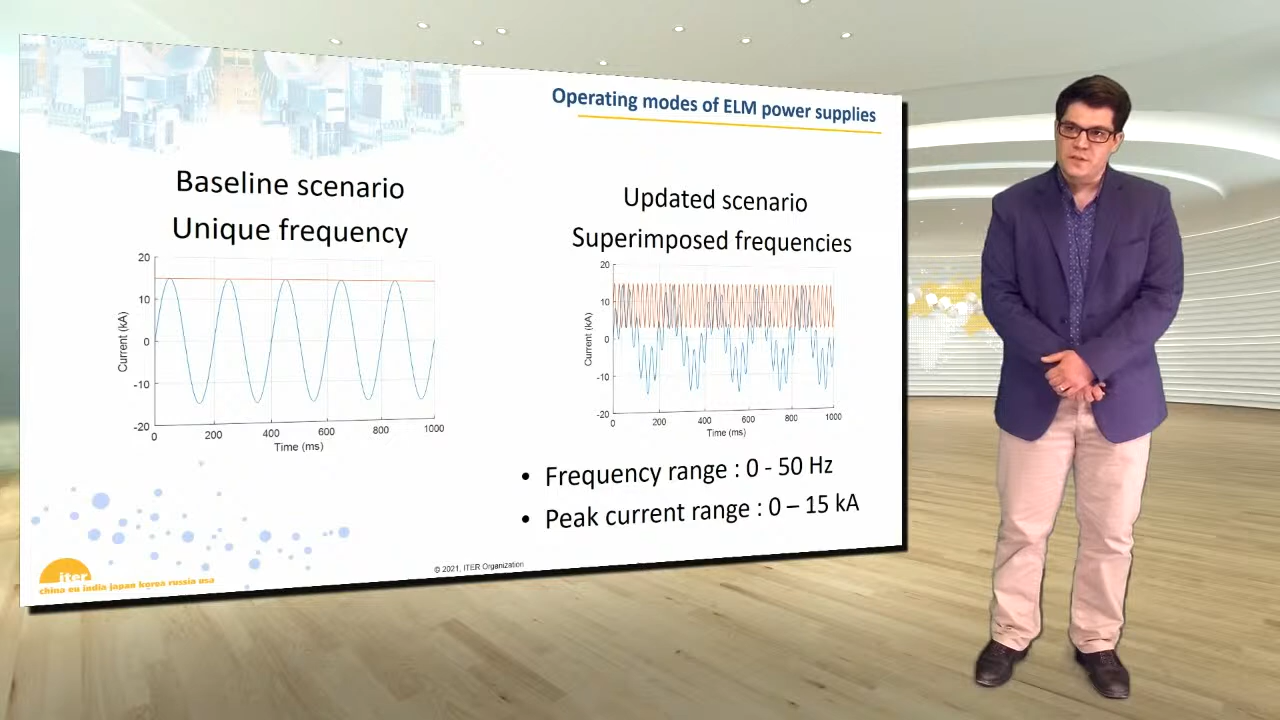 Operating modes of ELM power supplies
Baseline scenario
Unique frequency
20
10
0
-10
-20
Current (kA)
0
200
400
600
800
1000
Time (ms)
Updated scenario
Superimposed frequencies
20
10
0
-10
-20
Current (kA)
0
200
400
600
800
1000
Time (ms)
• Frequency range : 0 - 50 Hz
• Peak current range : 0 – 15 kA
© 2021, ITER Organization
iter
china eu india japan korea russia usa